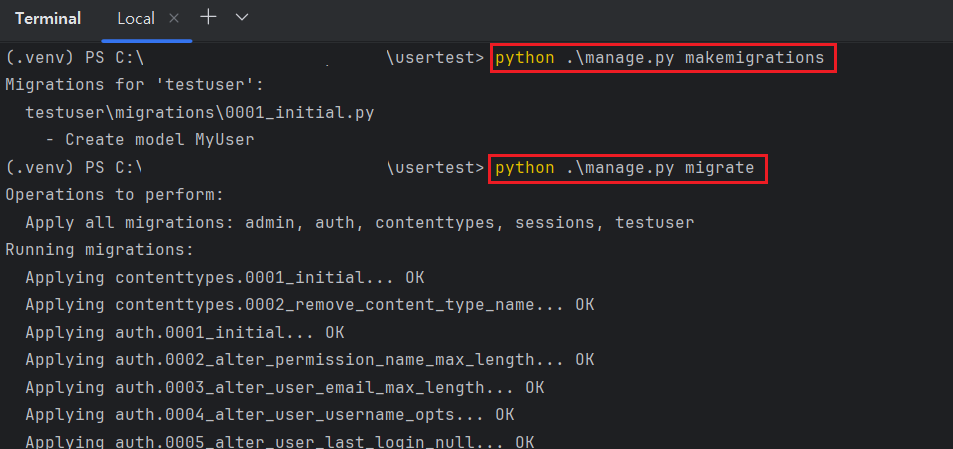 Terminal Local × + ∨
(.venv) PS C:\ \usertest> python .\manage.py makemigrations
Migrations for 'testuser':
  testuser\migrations\0001_initial.py
    - Create model MyUser
(.venv) PS C:\ \usertest> python .\manage.py migrate
Operations to perform:
  Apply all migrations: admin, auth, contenttypes, sessions, testuser
Running migrations:
  Applying contenttypes.0001_initial... OK
  Applying contenttypes.0002_remove_content_type_name... OK
  Applying auth.0001_initial... OK
  Applying auth.0002_alter_permission_name_max_length... OK
  Applying auth.0003_alter_user_email_max_length... OK
  Applying auth.0004_alter_user_username_opts... OK
  Applying auth.0005_alter_user_last_login_null... OK